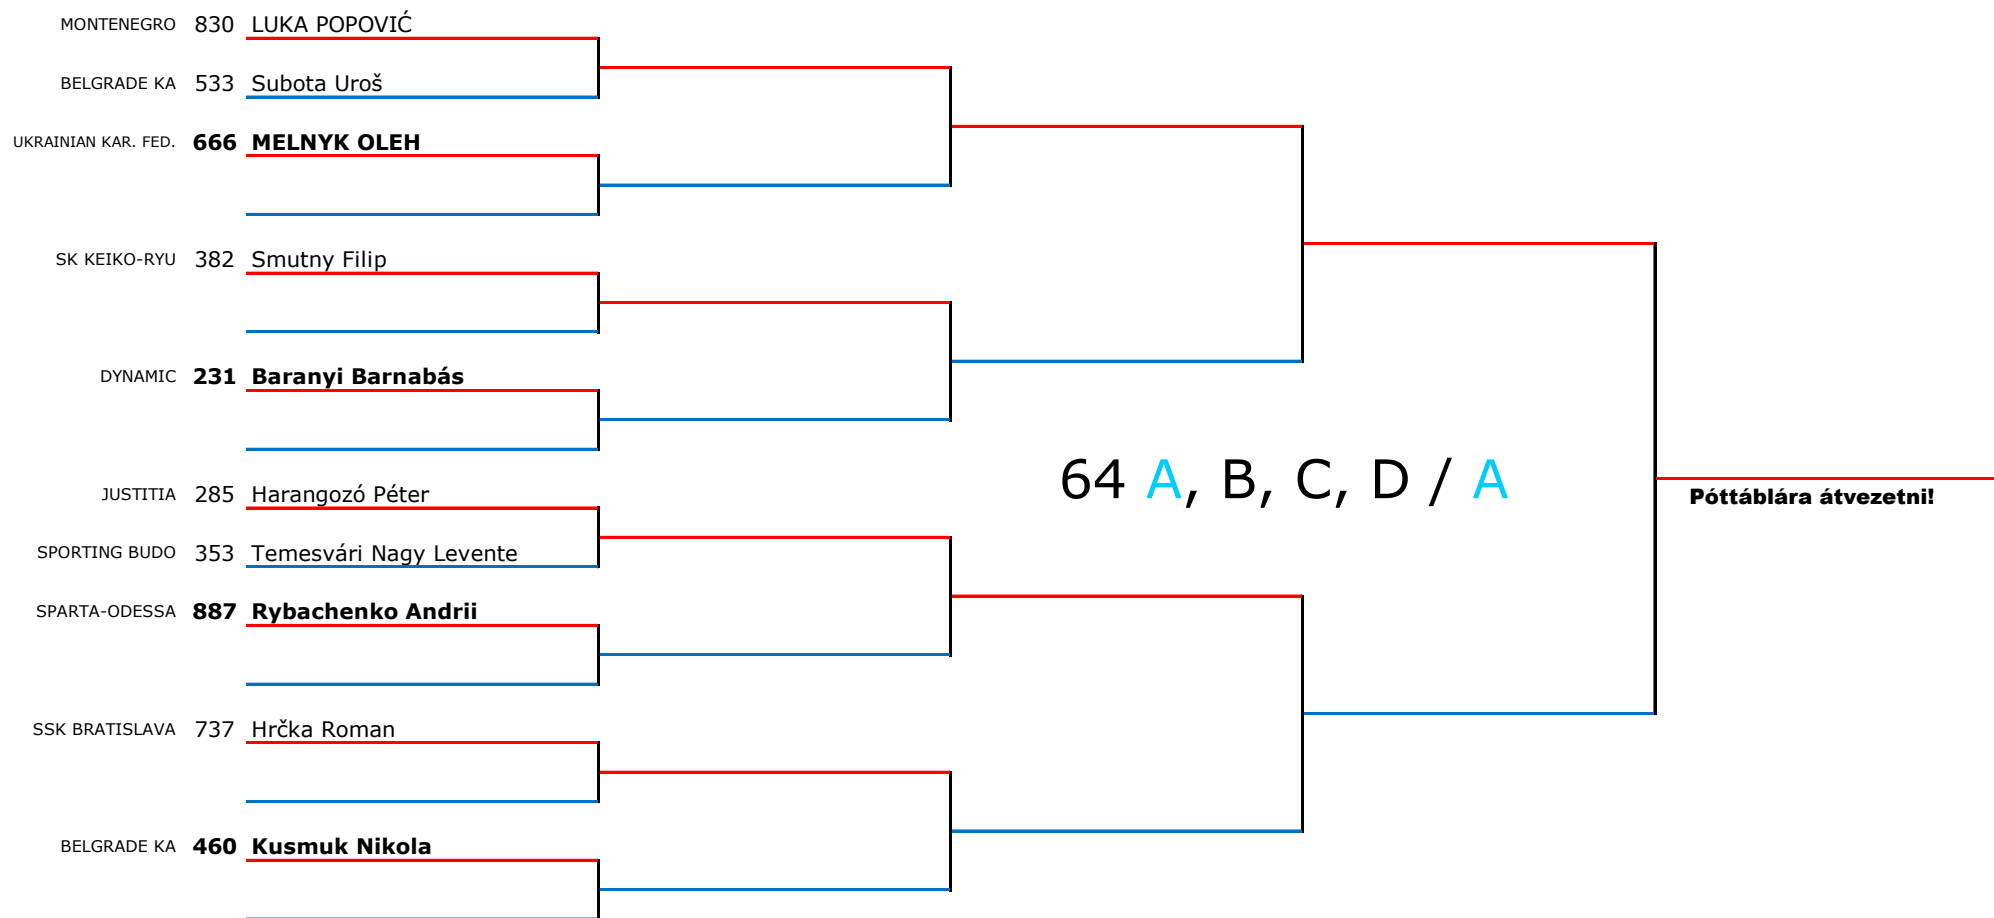 MONTENEGRO 830 LUKA POPOVIĆ
BELGRADE KA 533 Subota Uroš
UKRAINIAN KAR. FED. 666 MELNYK OLEH
SK KEIKO-RYU 382 Smutny Filip
DYNAMIC 231 Baranyi Barnabás
64 A, B, C, D / A
JUSTITIA 285 Harangozó Péter
Póttáblára átvezetni!
SPORTING BUDO 353 Temesvári Nagy Levente
SPARTA-ODESSA 887 Rybachenko Andrii
SSK BRATISLAVA 737 Hrčka Roman
BELGRADE KA 460 Kusmuk Nikola